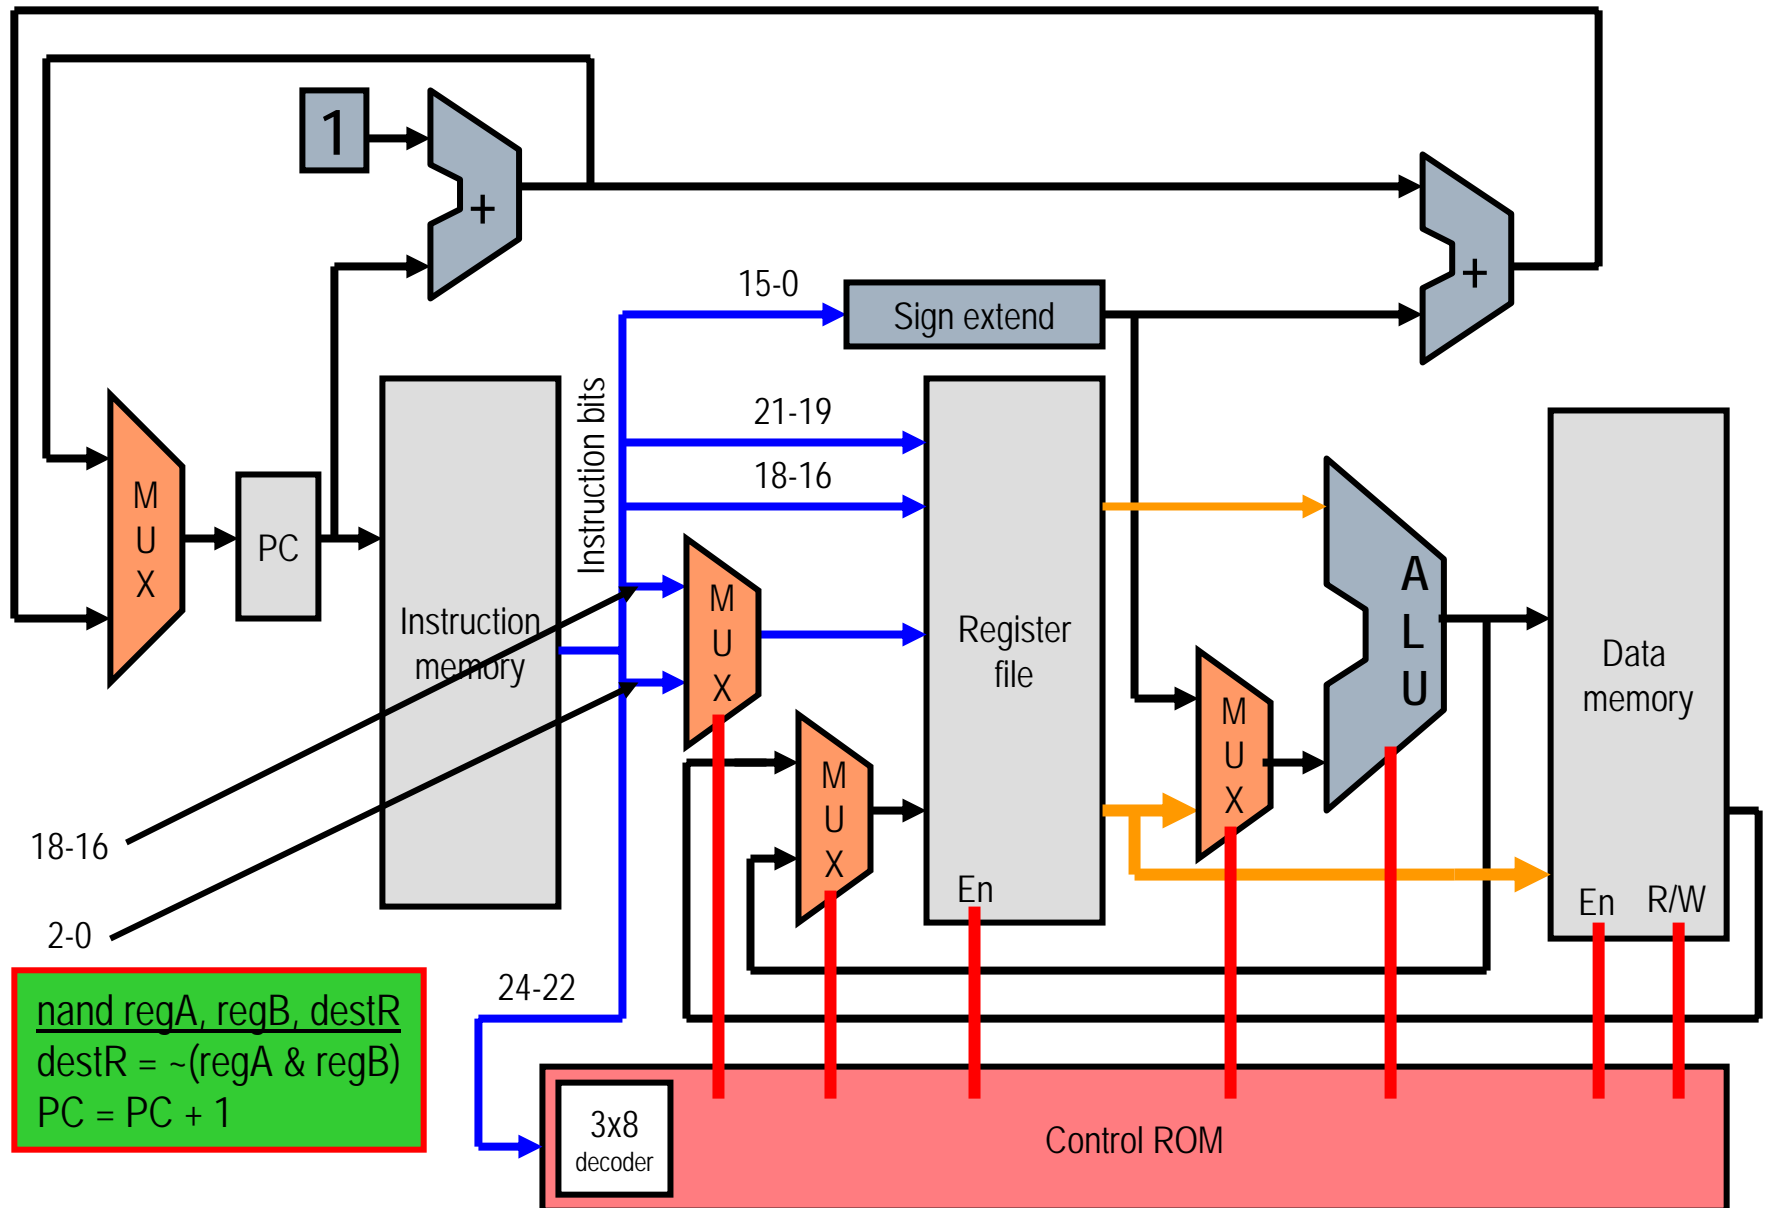 1
+
+
15-0
Sign extend
Instruction bits
21-19
18-16
M
U
X
PC
Instruction
memory
M
U
X
Register
file
En
M
U
X
M
U
X
A
L
U
Data
memory
En R/W
18-16
2-0
24-22
nand regA, regB, destR
destR = ~(regA & regB)
PC = PC + 1
3x8
decoder
Control ROM